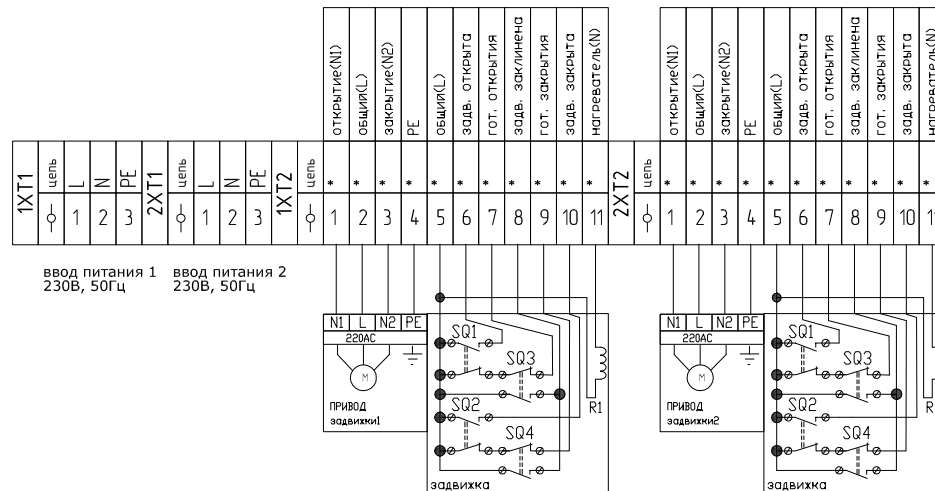 открытие(N1)
общий(L)
закрытие(N2)
PE
общий(L)
задв. открыта
гот. открытия
задв. заклинена
гот. закрытия
задв. закрыта
нагреватель(N)
открытие(N1)
общий(L)
закрытие(N2)
PE
общий(L)
задв. открыта
гот. открытия
задв. заклинена
гот. закрытия
задв. закрыта
нагреватель(N)
1XT1 цепь L N PE 2XT1 цепь L N PE 1XT2 цепь * * * * * * * * * * * 2XT2 цепь * * * * * * * * * * *
1 2 3 1 2 3 1 2 3 4 5 6 7 8 9 10 11 1 2 3 4 5 6 7 8 9 10
ввод питания 1
230В, 50Гц
ввод питания 2
230В, 50Гц
N1 L N2 PE
220AC
M
ПРИВОД
задвижки1
SQ1
SQ3
SQ2
SQ4
R1
задвижка
N1 L N2 PE
220AC
M
ПРИВОД
задвижки2
SQ1
SQ3
SQ2
SQ4
R1
задвижка